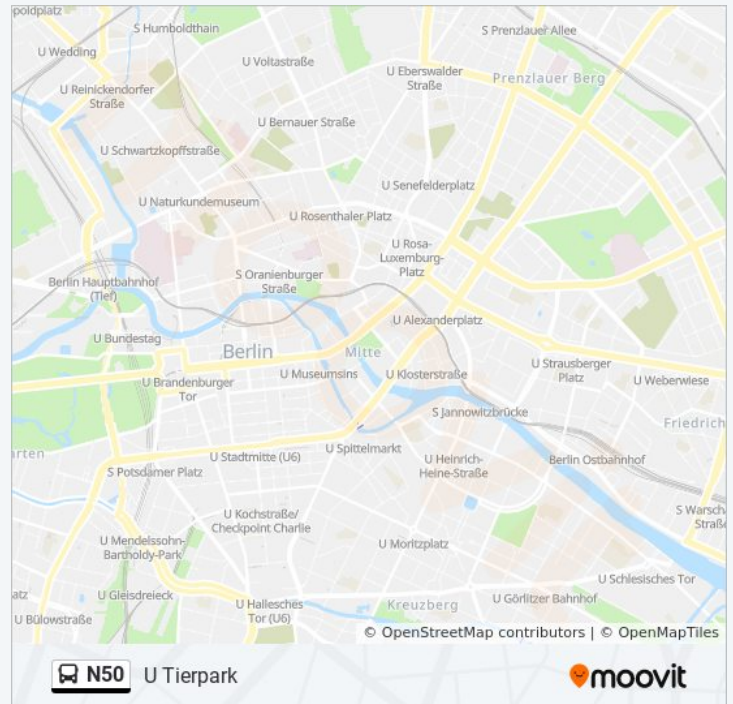 poldplatz
S Humboldthain
S Prenzlauer Allee
U Wedding
U Voltastraße
U Eberswalder
Straße
Prenzlauer Berg
U Reinickendorfer
Straße
U Bernauer Straße
U Schwartzkopffstraße
U Senefelderplatz
U Naturkundemuseum
U Rosenthaler Platz
U Rosa-
Luxemburg-
Platz
S Oranienburger
Straße
Berlin Hauptbahnhof
(Tief)
U Alexanderplatz
U Bundestag
Berlin
Mitte
U Strausberger
Platz
U Museumsins
U Klosterstraße
U Weberwiese
U Brandenburger
Tor
S Jannowitzbrücke
Friedrich
U Spittelmarkt
arten
U Stadtmitte (U6)
U Heinrich-
Heine-Straße
Berlin Ostbahnhof
S Potsdamer Platz
U Kochstraße/
Checkpoint Charlie
S Warsch
Straße
U Mendelssohn-
Bartholdy-Park
U Moritzplatz
U Schlesisches Tor
atz
U Gleisdreieck
U Görlitzer Bahnhof
U Hallesches
Tor (U6)
Kreuzberg
U Bülowstraße
© OpenStreetMap contributors | © OpenMapTiles
N50 U Tierpark
moovit